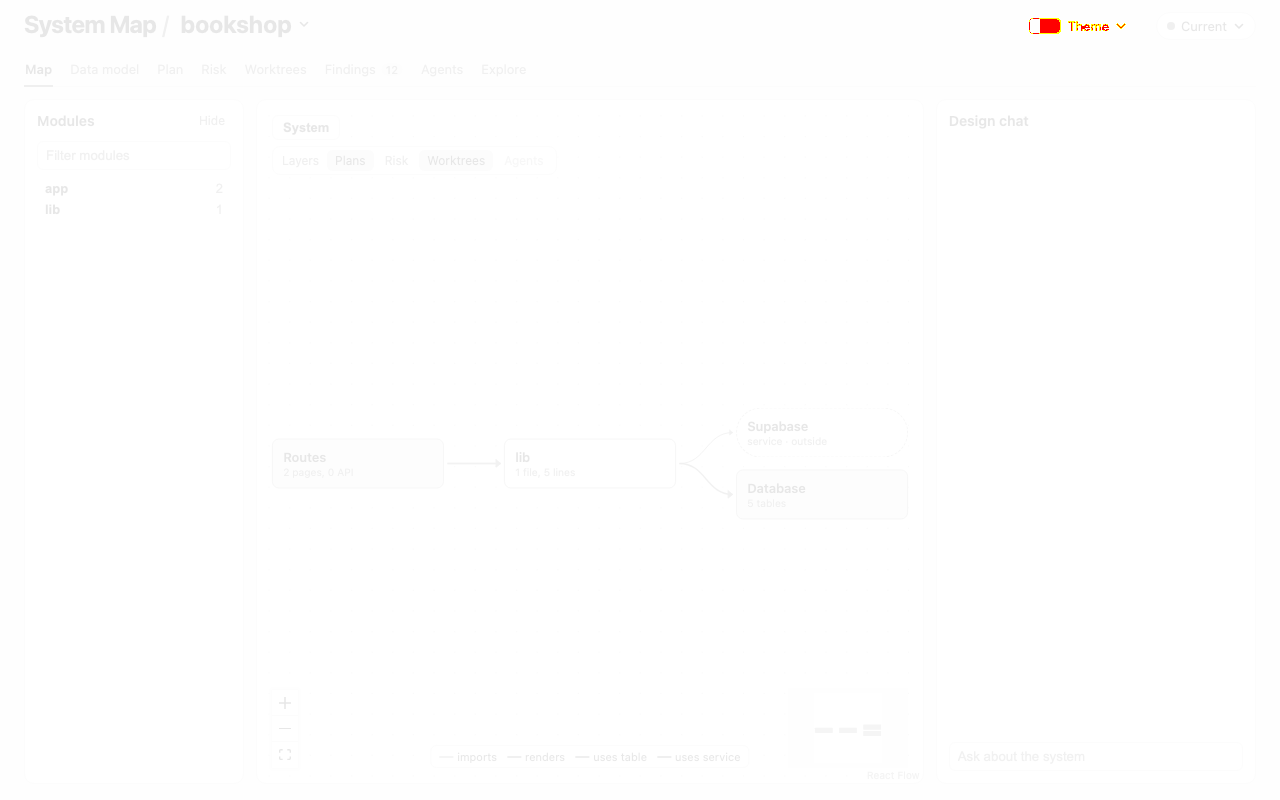 System Map / bookshop
Theme
Current
Map Data model Plan Risk Worktrees Findings 12 Agents Explore
Modules Hide
Filter modules
app 2
lib 1
System
Layers Plans Risk Worktrees Agents
Routes
2 pages, 0 API
lib
1 file, 5 lines
Supabase
service · outside
Database
5 tables
imports renders uses table uses service
React Flow
Design chat
Ask about the system